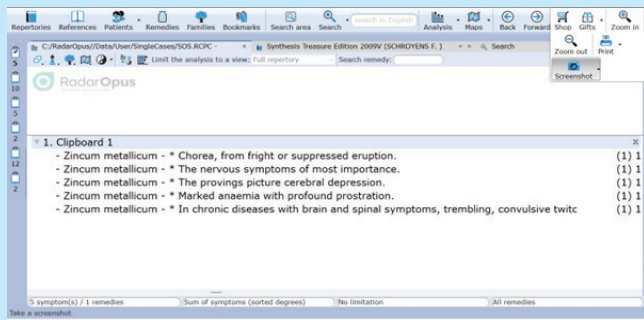 Repertories References Patients Remedies Families Bookmarks Search area Search search in English Analysis Maps Back Forward Shop Gifts Zoom In
Zoom out Print
Screenshot
C:/RadarOpus//Data/User/SingleCases/SOS.RCPC - × Synthesis Treasure Edition 2009V (SCHROYENS F. ) × Search
Limit the analysis to a view: Full repertory Search remedy:
RadarOpus
5
10
5
2
12
2
1. Clipboard 1 ×
- Zincum metallicum - * Chorea, from fright or suppressed eruption. (1) 1
- Zincum metallicum - * The nervous symptoms of most importance. (1) 1
- Zincum metallicum - * The provings picture cerebral depression. (1) 1
- Zincum metallicum - * Marked anaemia with profound prostration. (1) 1
- Zincum metallicum - * In chronic diseases with brain and spinal symptoms, trembling, convulsive twitc (1) 1
5 symptom(s) / 1 remedies Sum of symptoms (sorted degrees) No limitation All remedies
Take a screenshot